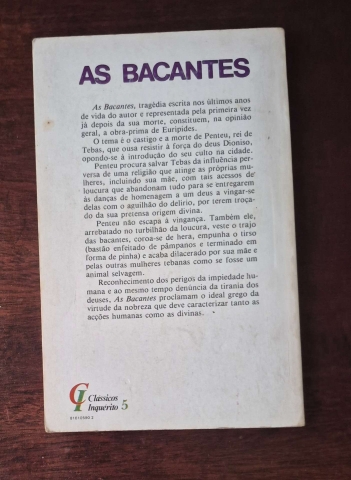 AS BACANTES
As Bacantes, tragédia escrita nos últimos anos
de vida do autor e representada pela primeira vez
já depois da sua morte, constituem, na opinião
geral, a obra-prima de Eurípides.
O tema é o castigo e a morte de Penteu, rei de
Tebas, que ousa resistir à força do deus Dioniso,
opondo-se à introdução do seu culto na cidade.
Penteu procura salvar Tebas da influência per-
versa de uma religião que atinge as próprias mu-
lheres, incluindo sua mãe, com tais acessos de
loucura que abandonam tudo para se entregarem
às danças de homenagem a um deus a vingar-se
delas com o aguilhão do delírio, por terem troça-
do da sua pretensa origem divina.
Penteu não escapa à vingança. Também ele,
arrebatado no turbilhão da loucura, veste o trajo
das bacantes, coroa-se de hera, empunha o tirso
(bastão enfeitado de pâmpanos e terminado em
forma de pinha) e acaba dilacerado por sua mãe e
pelas outras mulheres tebanas como se fosse um
animal selvagem.
Reconhecimento dos perigos da impiedade hu-
mana e ao mesmo tempo denúncia da tirania dos
deuses, As Bacantes proclamam o ideal grego da
virtude da nobreza que deve caracterizar tanto as
acções humanas como as divinas.
CI Clássicos
Inquérito 5